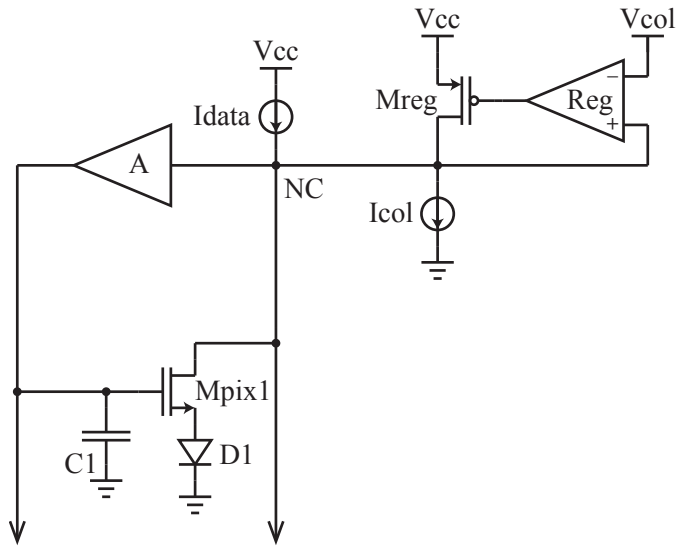 Vcc
Vcol
Vcc
Mreg
−
Reg
+
Idata
A
NC
Icol
Mpix1
C1
D1